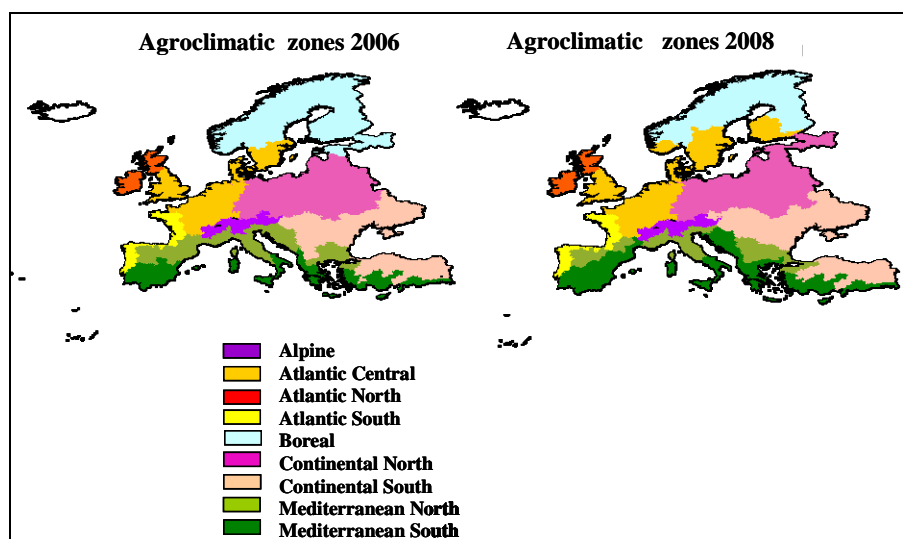 Agroclimatic zones 2006
Agroclimatic zones 2008
Alpine
Atlantic Central
Atlantic North
Atlantic South
Boreal
Continental North
Continental South
Mediterranean North
Mediterranean South